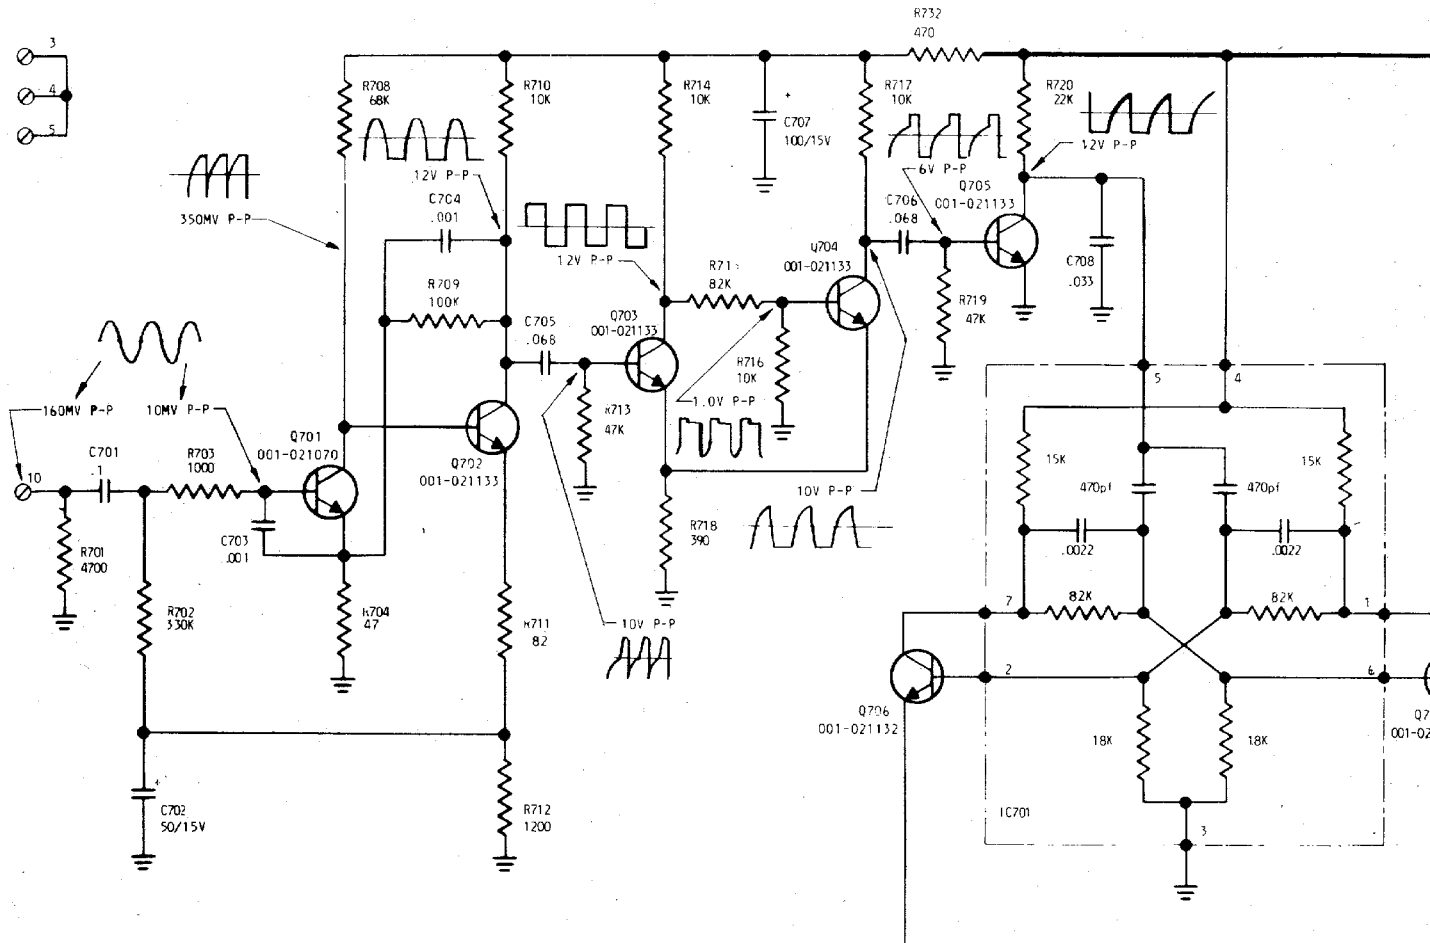 R732
470
3
4
5
R708
68K
R710
10K
R714
10K
C707
100/15V
R717
10K
R720
22K
12V P-P
6V P-P
12V P-P
C704
.001
350MV P-P
C706
.068
Q705
001-021133
12V P-P
Q704
001-021133
C708
.033
R709
100K
82K
R719
47K
C705
.068
Q703
001-021133
R716
10K
5
4
160MV P-P
10MV P-P
1.0V P-P
R713
47K
Q701
001-021070
C701
.1
R703
1000
Q702
001-021133
10
15K
15K
10V P-P
470pf
470pf
R718
390
C703
.001
R701
4700
.0022
.0022
R702
330K
R704
47
R711
82
10V P-P
7
82K
82K
1
2
6
Q706
001-021132
Q7
001-02
18K
18K
C702
50/15V
R712
1200
IC701
3